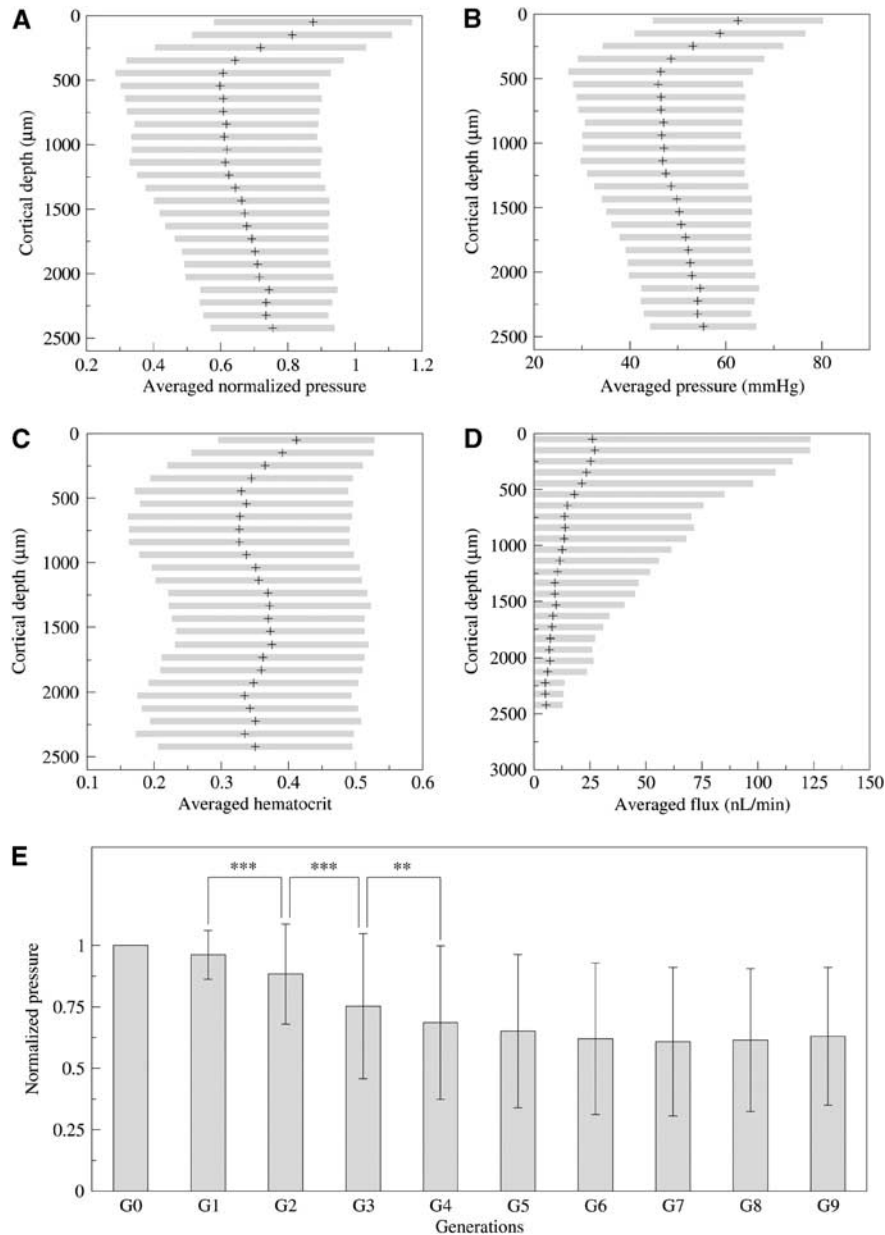 A
0
500
1000
1500
2000
2500
Cortical depth (µm)
0.2 0.4 0.6 0.8 1 1.2
Averaged normalized pressure
B
0
500
1000
1500
2000
2500
Cortical depth (µm)
20 40 60 80
Averaged pressure (mmHg)
C
0
500
1000
1500
2000
2500
Cortical depth (µm)
0.1 0.2 0.3 0.4 0.5 0.6
Averaged hematocrit
D
0
500
1000
1500
2000
2500
3000
Cortical depth (µm)
0 25 50 75 100 125 150
Averaged flux (nL/min)
E
*** *** **
1
0.75
0.5
0.25
0
Normalized pressure
G0 G1 G2 G3 G4 G5 G6 G7 G8 G9
Generations